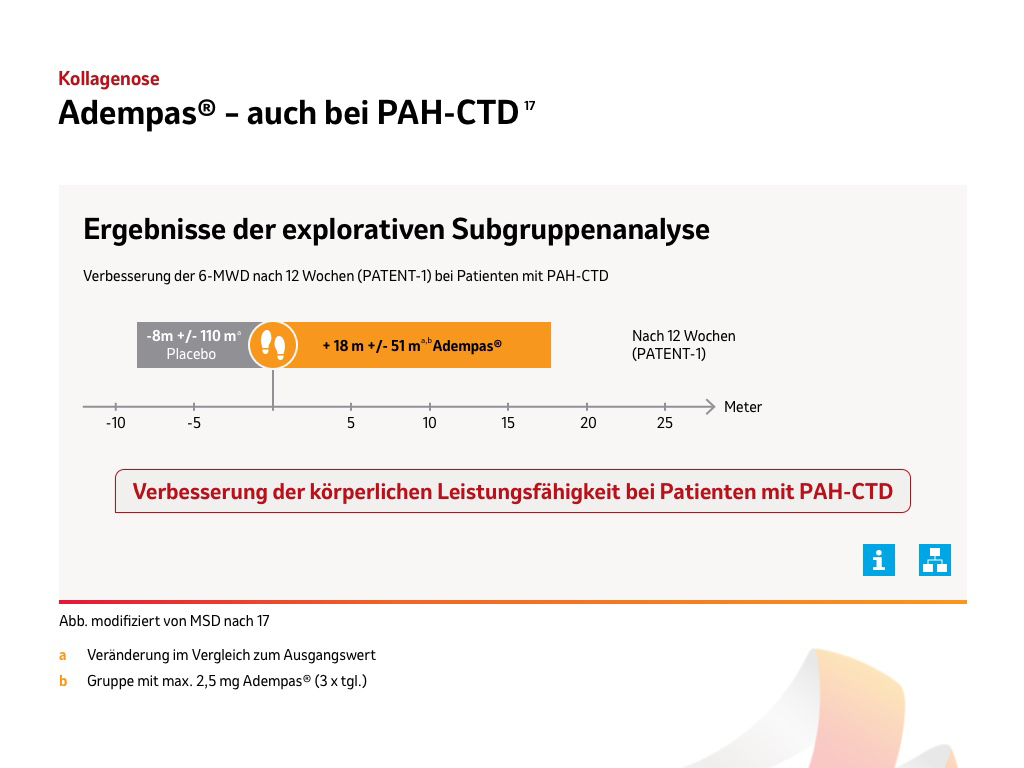 Kollagenose
Adempas® – auch bei PAH-CTD 17
Ergebnisse der explorativen Subgruppenanalyse
Verbesserung der 6-MWD nach 12 Wochen (PATENT-1) bei Patienten mit PAH-CTD
-8m +/- 110 mᵃ
Placebo
+ 18 m +/- 51 mᵃ,ᵇ Adempas®
Nach 12 Wochen
(PATENT-1)
-10 -5 5 10 15 20 25 Meter
Verbesserung der körperlichen Leistungsfähigkeit bei Patienten mit PAH-CTD
i
Abb. modifiziert von MSD nach 17
a Veränderung im Vergleich zum Ausgangswert
b Gruppe mit max. 2,5 mg Adempas® (3 x tgl.)